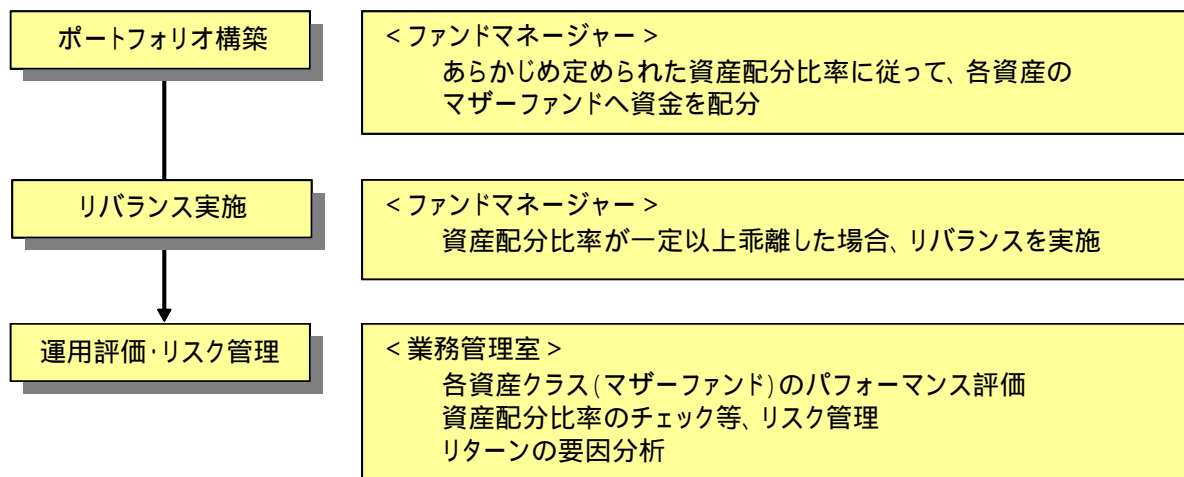 ポートフォリオ構築
<ファンドマネージャー>
あらかじめ定められた資産配分比率に従って、各資産の
マザーファンドへ資金を配分
リバランス実施
<ファンドマネージャー>
資産配分比率が一定以上乖離した場合、リバランスを実施
運用評価・リスク管理
<業務管理室>
各資産クラス(マザーファンド)のパフォーマンス評価
資産配分比率のチェック等、リスク管理
リターンの要因分析